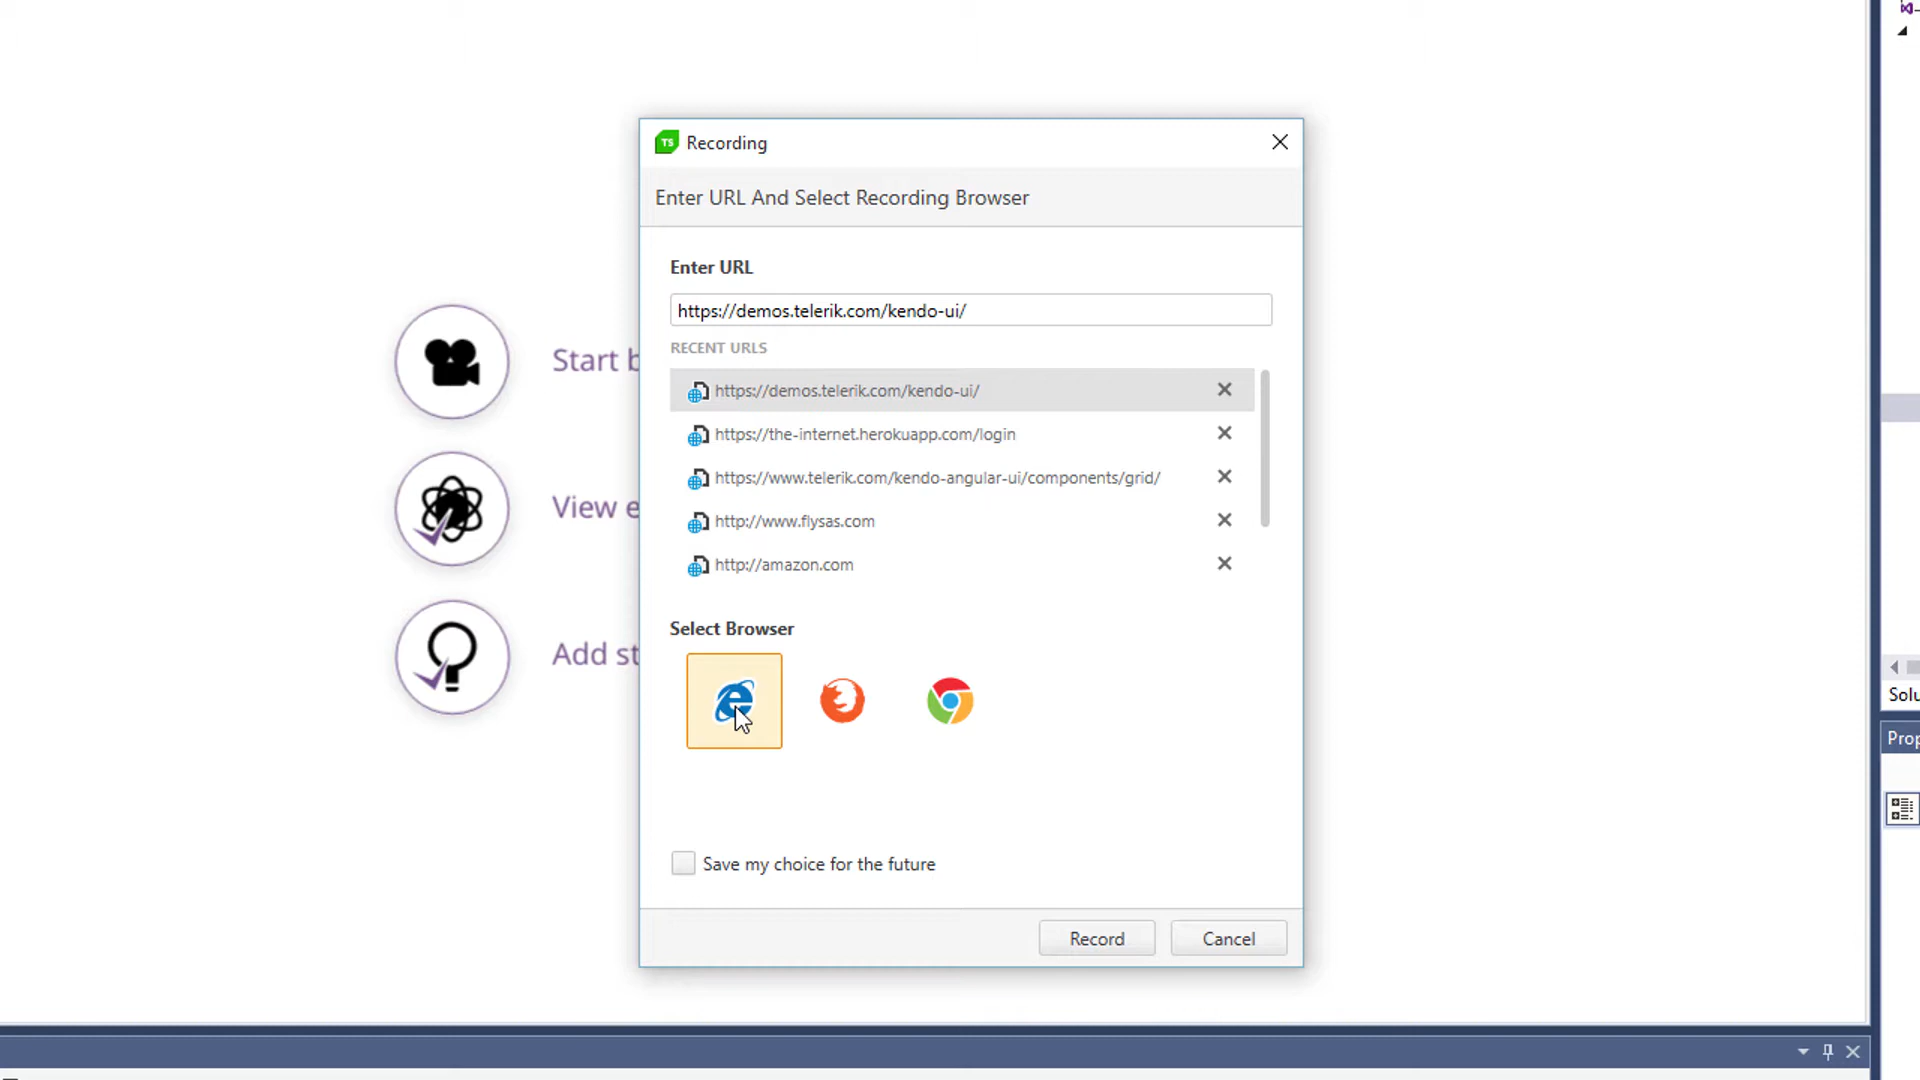 TS Recording
Enter URL And Select Recording Browser
Enter URL
https://demos.telerik.com/kendo-ui/
RECENT URLS
https://demos.telerik.com/kendo-ui/
https://the-internet.herokuapp.com/login
https://www.telerik.com/kendo-angular-ui/components/grid/
http://www.flysas.com
http://amazon.com
Select Browser
Save my choice for the future
Record Cancel
Start b
View e
Add st
Solu
Prop